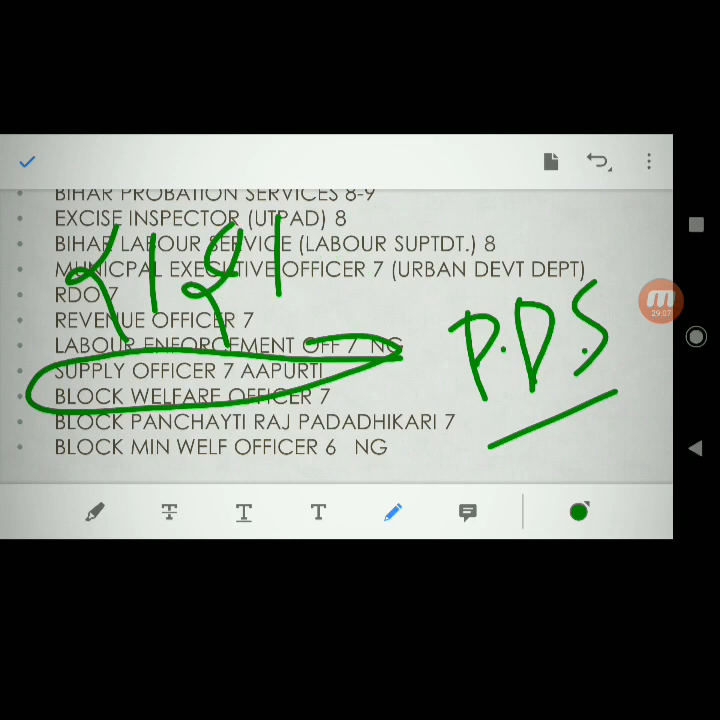 BIHAR PROBATION SERVICES 8-9
EXCISE INSPECTOR (UTPAD) 8
BIHAR LABOUR SERVICE (LABOUR SUPTDT.) 8
MUNICPAL EXECUTIVE OFFICER 7 (URBAN DEVT DEPT)
RDO 7
REVENUE OFFICER 7
LABOUR ENFORCEMENT OFF 7 NG
SUPPLY OFFICER 7 AAPURTI
BLOCK WELFARE OFFICER 7
BLOCK PANCHAYTI RAJ PADADHIKARI 7
BLOCK MIN WELF OFFICER 6 NG
P.D.S
29:07